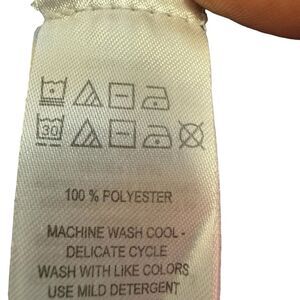 30
100 % POLYESTER
MACHINE WASH COOL -
DELICATE CYCLE
WASH WITH LIKE COLORS
USE MILD DETERGENT